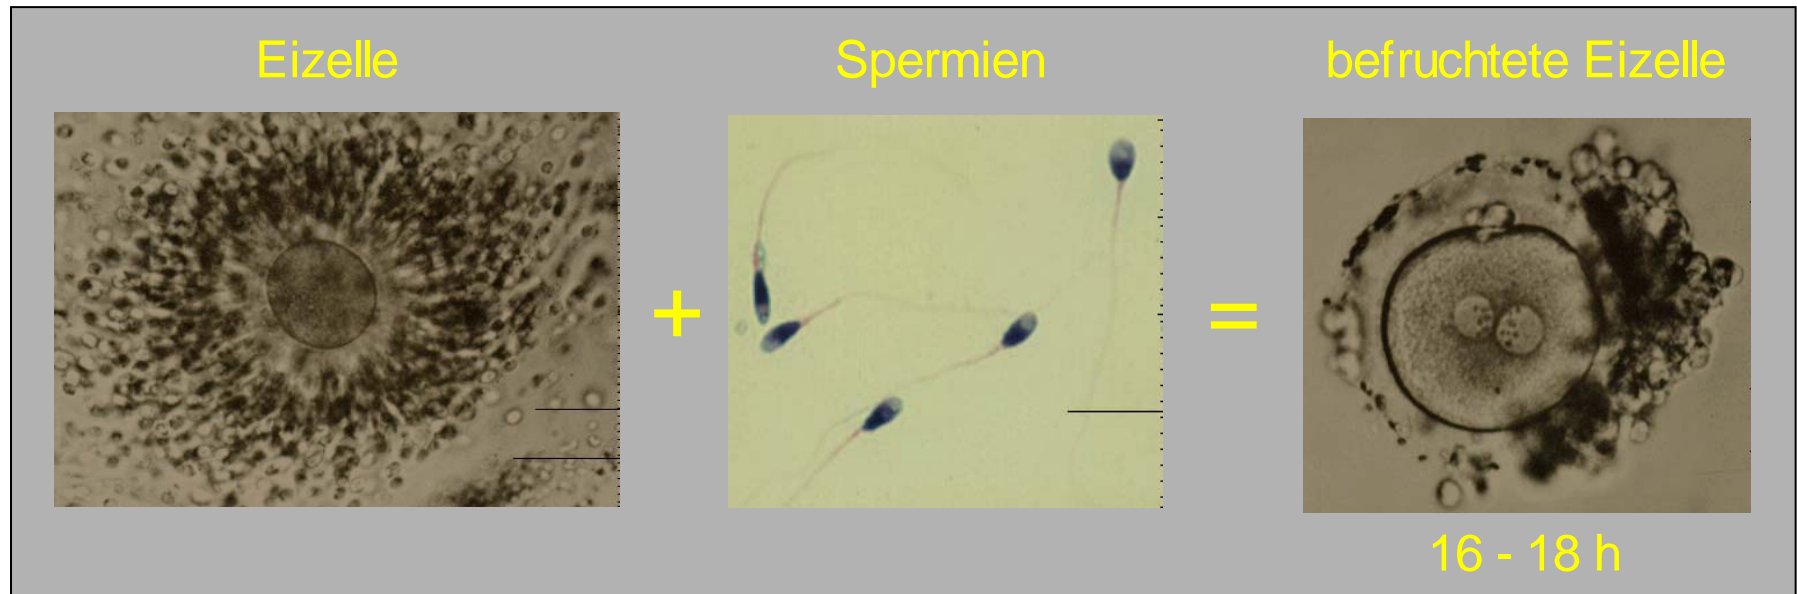 Eizelle
Spermien
befruchtete Eizelle
+
=
16 - 18 h